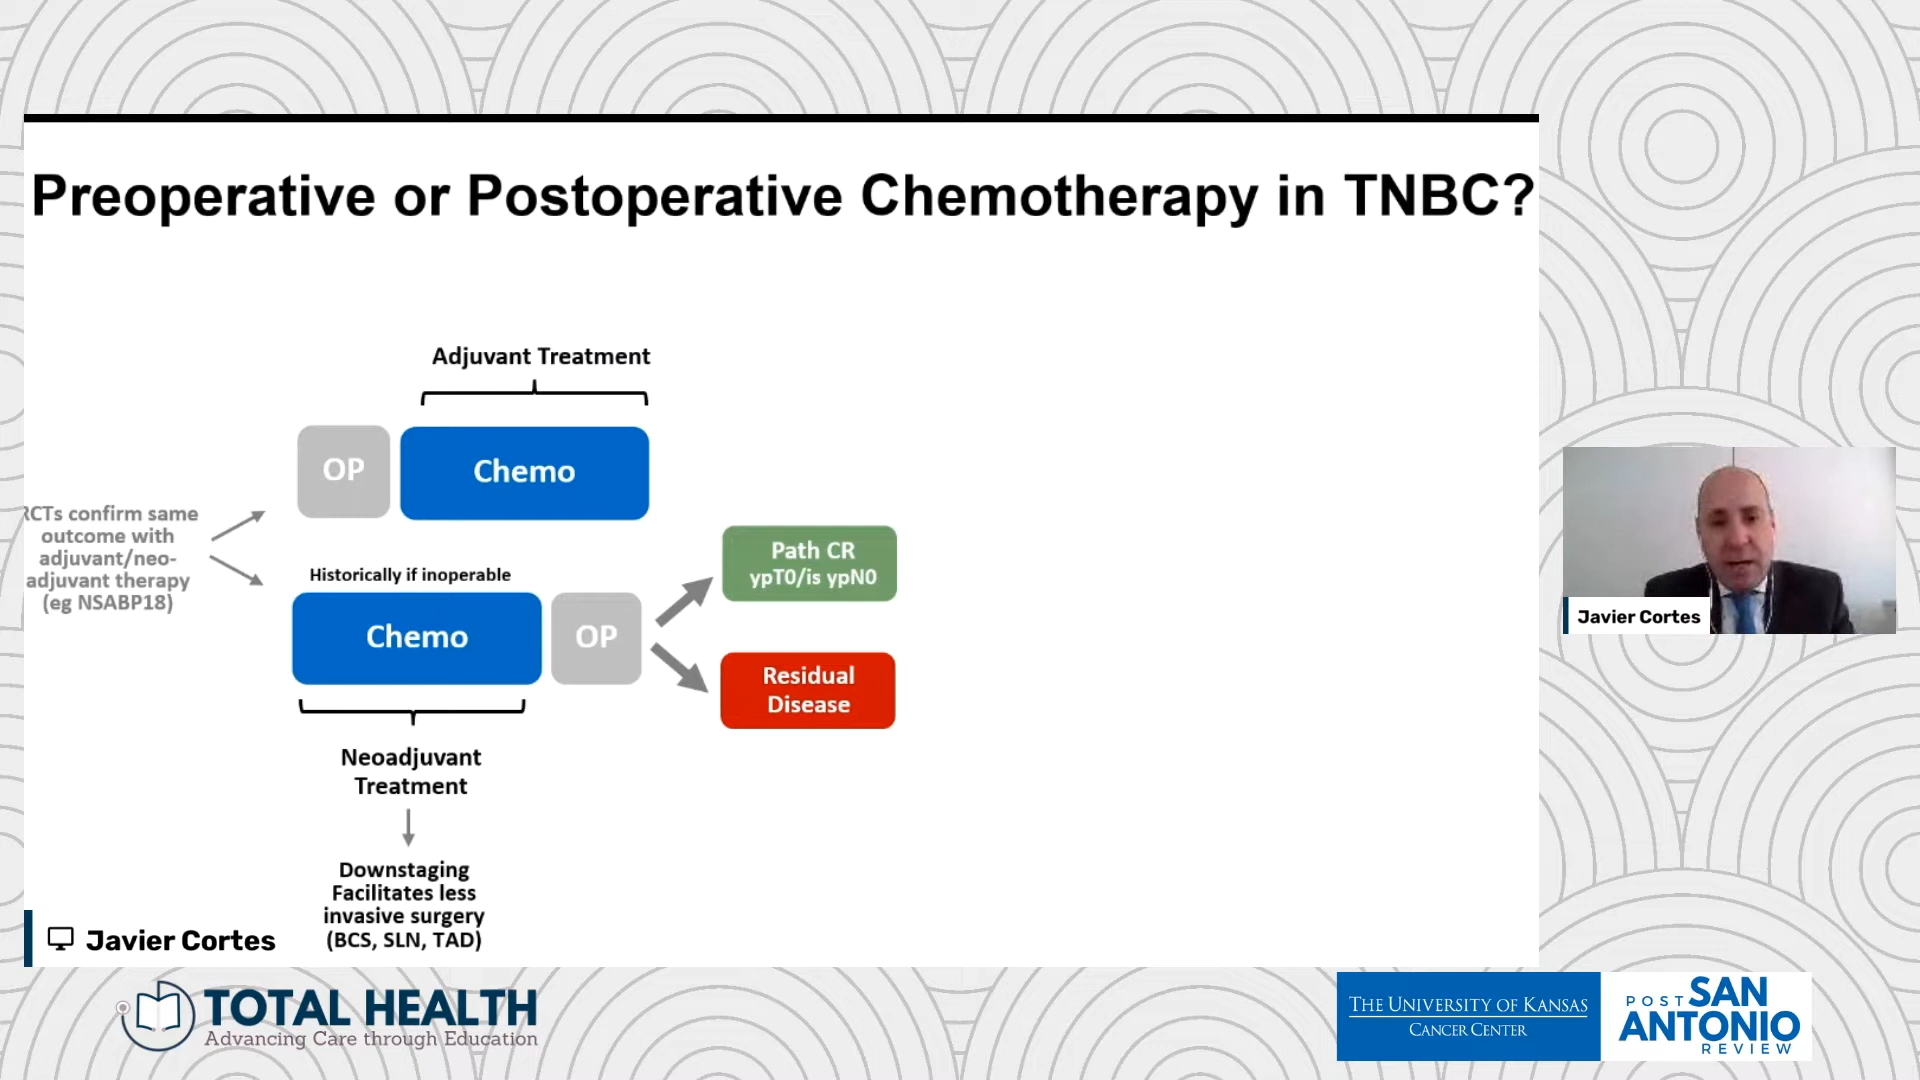 Preoperative or Postoperative Chemotherapy in TNBC?
Adjuvant Treatment
OP
Chemo
RCTs confirm same
outcome with
adjuvant/neo-
adjuvant therapy
(eg NSABP18)
Historically if inoperable
Chemo
OP
Path CR
ypT0/is ypN0
Residual
Disease
Neoadjuvant
Treatment
Downstaging
Facilitates less
invasive surgery
(BCS, SLN, TAD)
Javier Cortes
Javier Cortes
TOTAL HEALTH
Advancing Care through Education
THE UNIVERSITY OF KANSAS
CANCER CENTER
POST SAN
ANTONIO
REVIEW